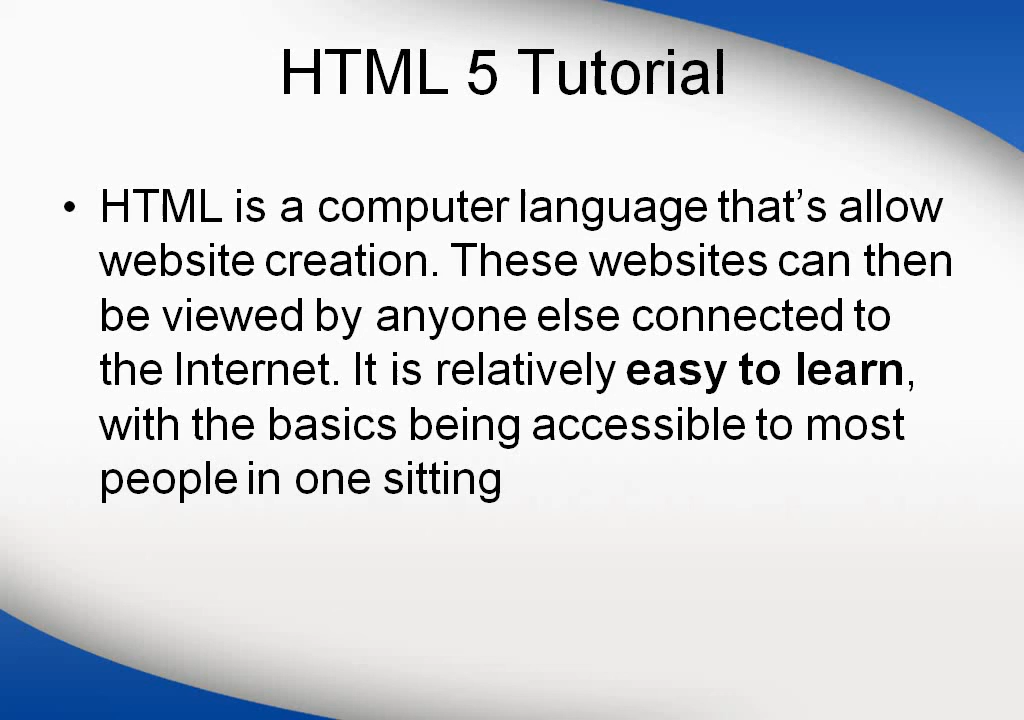 HTML 5 Tutorial
• HTML is a computer language that’s allow
website creation. These websites can then
be viewed by anyone else connected to
the Internet. It is relatively easy to learn,
with the basics being accessible to most
people in one sitting